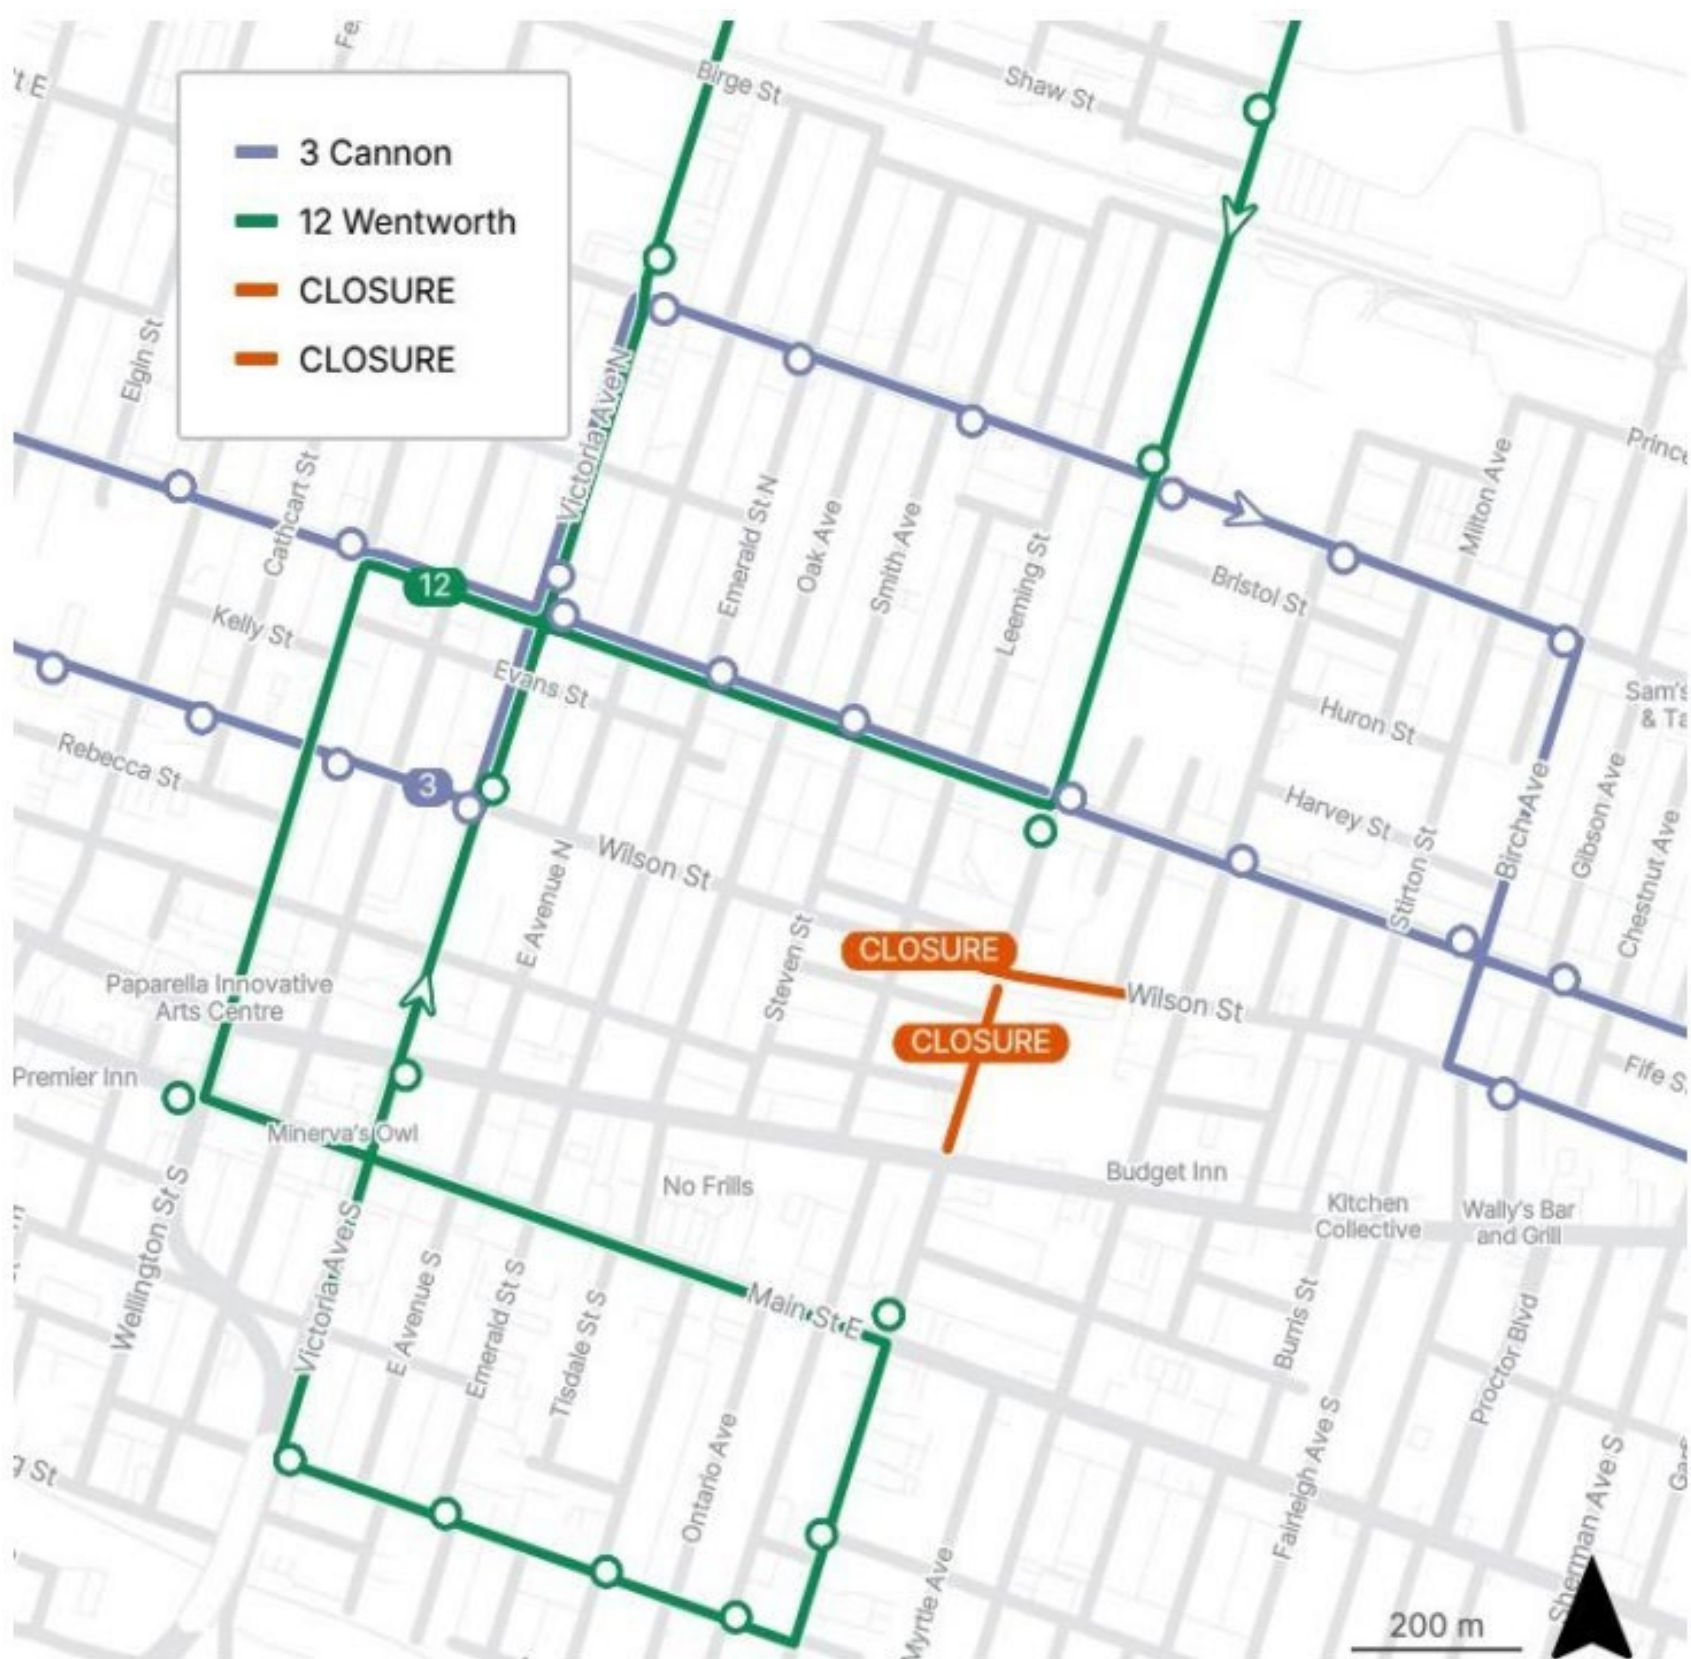 Birge St
Shaw St
't E
3 Cannon
12 Wentworth
CLOSURE
CLOSURE
Elgin St
Victoria Ave N
Cathcart St
Milton Ave
Emerald St N
Oak Ave
Smith Ave
Leeming St
12
Bristol St
Kelly St
Evans St
Huron St
Rebecca St
3
Harvey St
Wilson St
Birch Ave
Gibson Ave
Stirton St
Chestnut Ave
E Avenue N
Steven St
CLOSURE
Wilson St
Paparella Innovative
Arts Centre
CLOSURE
Premier Inn
Minerva's Owl
No Frills
Budget Inn
Kitchen
Collective
Wally's Bar
and Grill
Wellington St S
Victoria Ave S
E Avenue S
Emerald St S
Tisdale St S
Main St E
Burris St
Proctor Blvd
Ontario Ave
Fairleigh Ave S
Sherman Ave S
Myrtle Ave
200 m